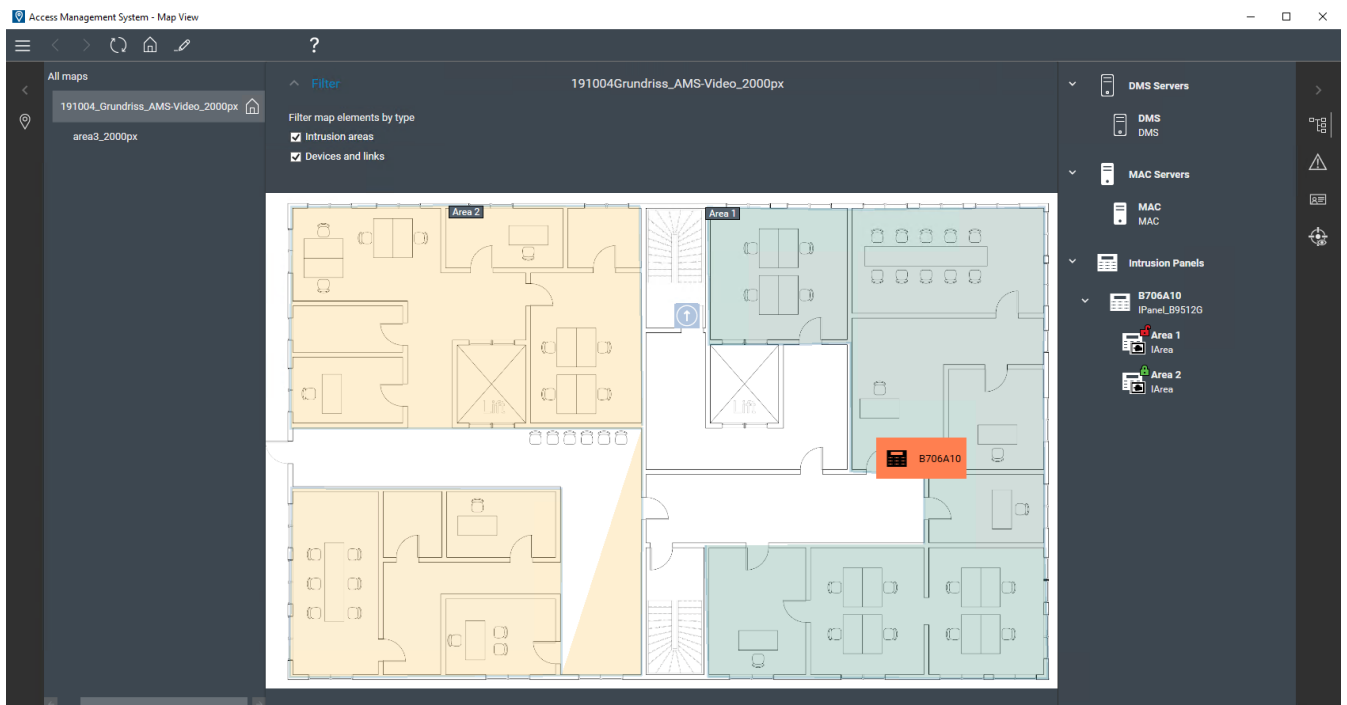 Access Management System - Map View
?
All maps
191004_Grundriss_AMS-Video_2000px
area3_2000px
Filter
191004Grundriss_AMS-Video_2000px
Filter map elements by type
Intrusion areas
Devices and links
Area 2
Area 1
Lift
Lift
B706A10
DMS Servers
DMS
DMS
MAC Servers
MAC
MAC
Intrusion Panels
B706A10
IPanel_B9512G
Area 1
IArea
Area 2
IArea